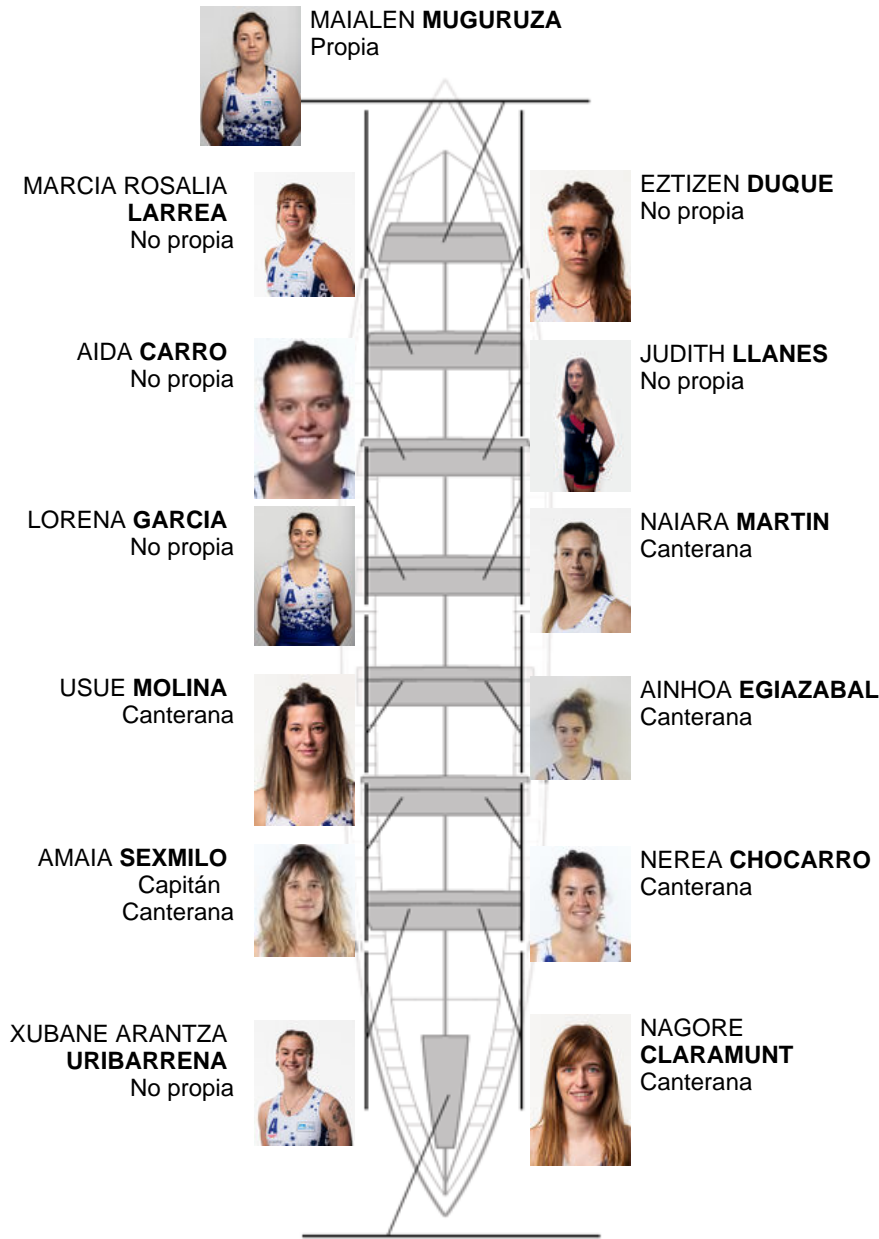 MAIALEN MUGURUZA
Propia
MARCIA ROSALIA
LARREA
No propia
EZTIZEN DUQUE
No propia
AIDA CARRO
No propia
JUDITH LLANES
No propia
LORENA GARCIA
No propia
NAIARA MARTIN
Canterana
USUE MOLINA
Canterana
AINHOA EGIAZABAL
Canterana
AMAIA SEXMILO
Capitán
Canterana
NEREA CHOCARRO
Canterana
XUBANE ARANTZA
URIBARRENA
No propia
NAGORE
CLARAMUNT
Canterana